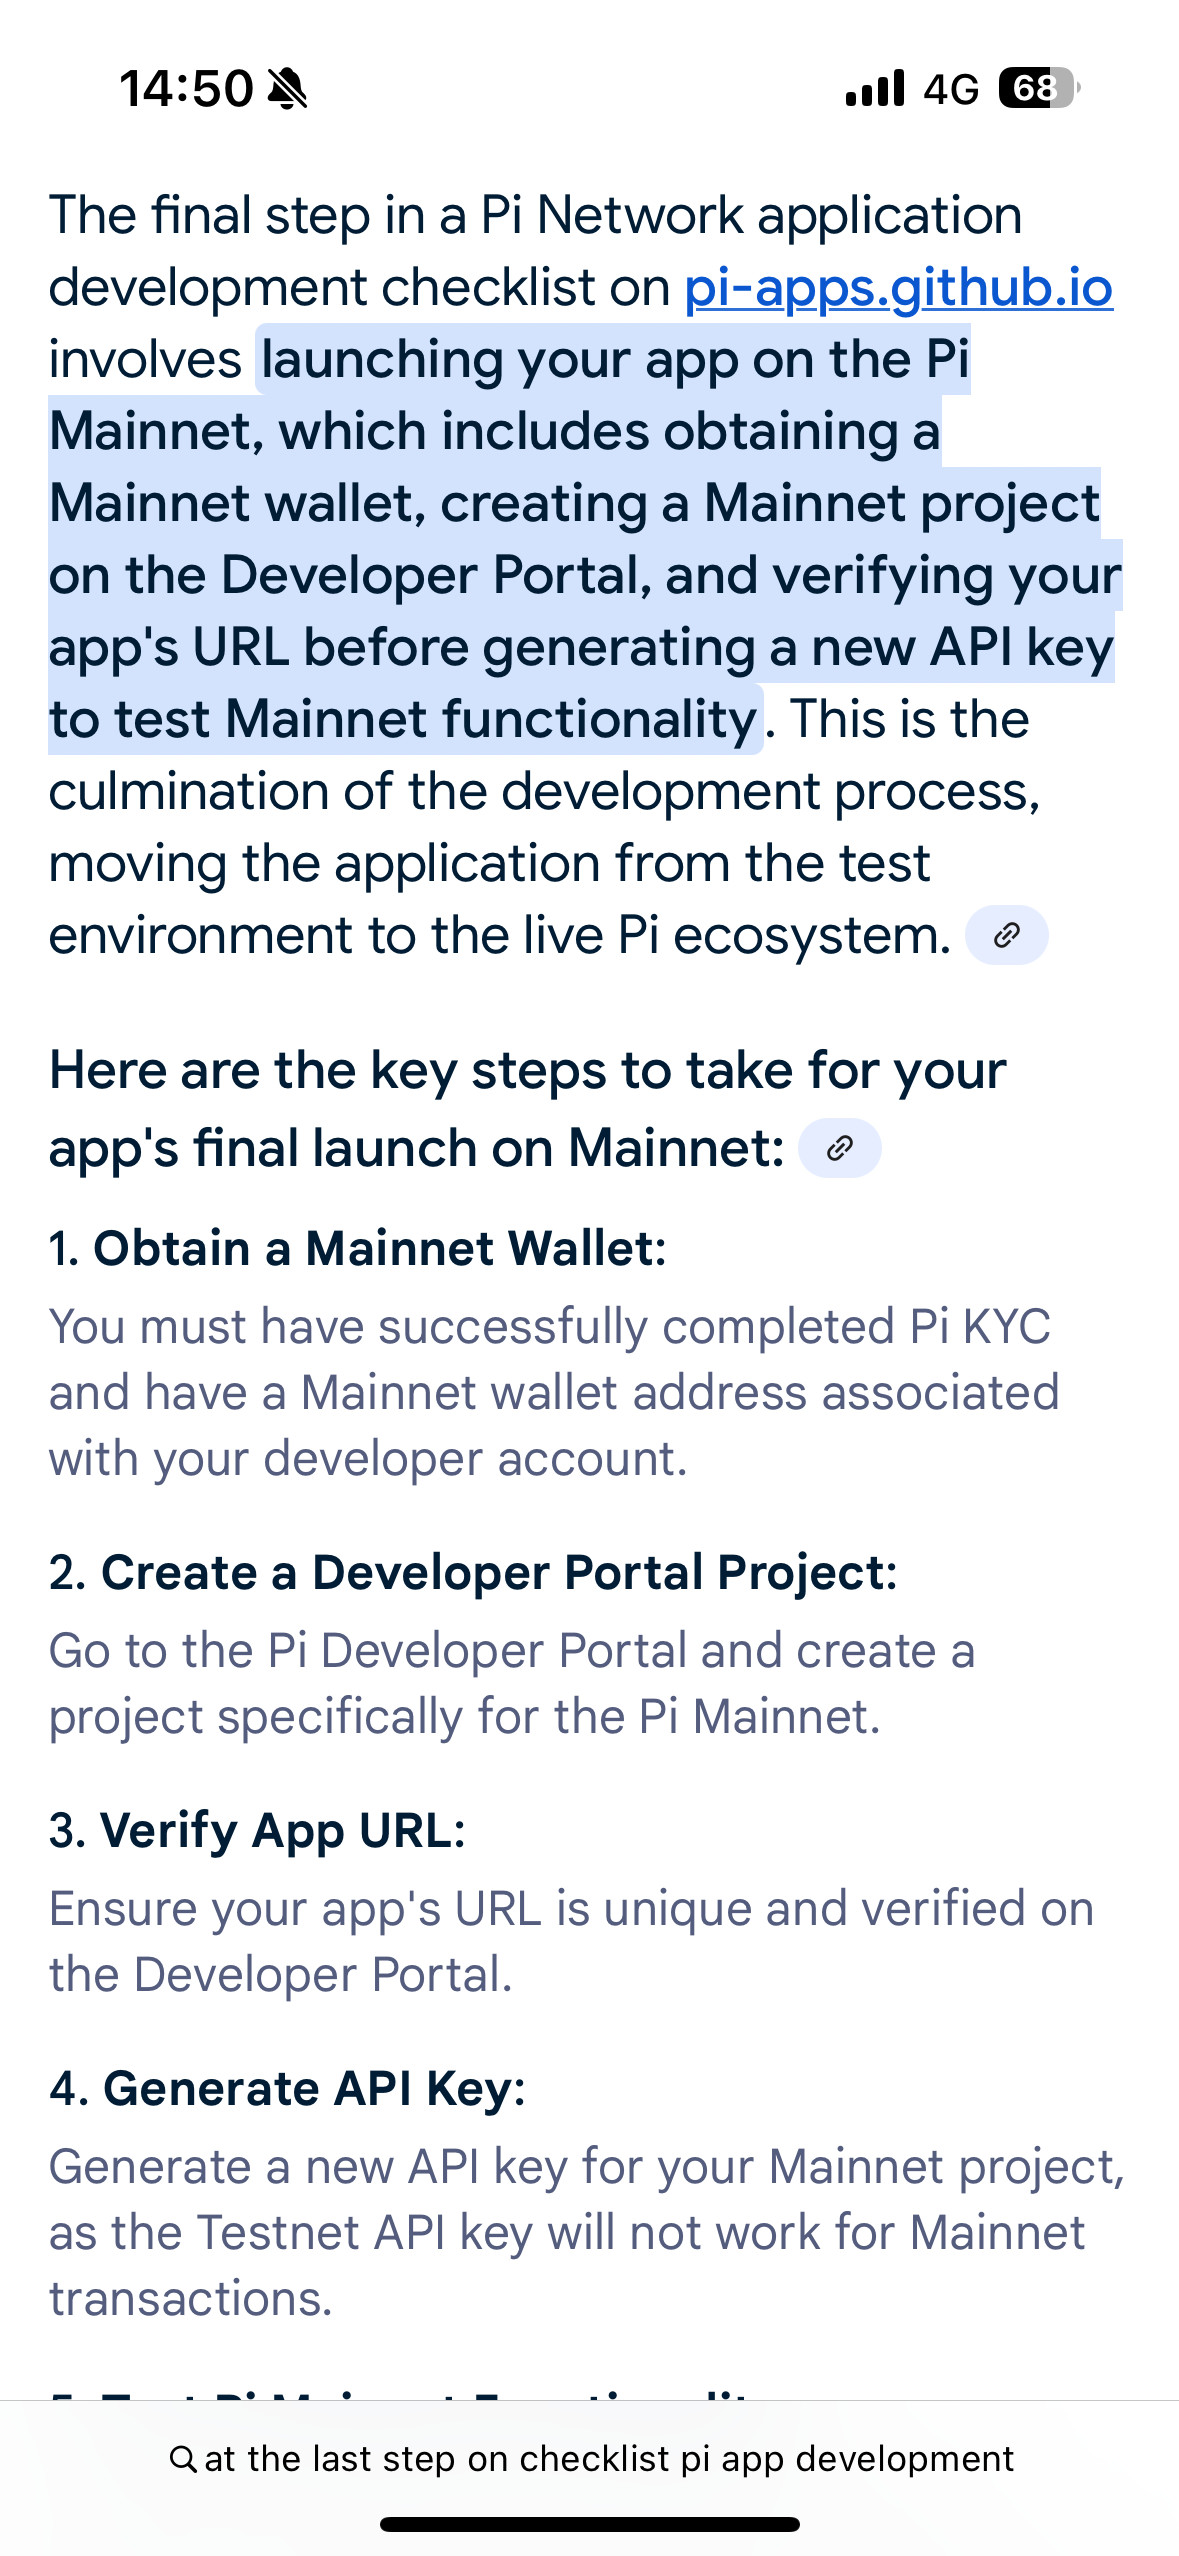 14:50
4G 68
The final step in a Pi Network application
development checklist on pi-apps.github.io
involves launching your app on the Pi
Mainnet, which includes obtaining a
Mainnet wallet, creating a Mainnet project
on the Developer Portal, and verifying your
app's URL before generating a new API key
to test Mainnet functionality. This is the
culmination of the development process,
moving the application from the test
environment to the live Pi ecosystem.
Here are the key steps to take for your
app's final launch on Mainnet:
1. Obtain a Mainnet Wallet:
You must have successfully completed Pi KYC
and have a Mainnet wallet address associated
with your developer account.
2. Create a Developer Portal Project:
Go to the Pi Developer Portal and create a
project specifically for the Pi Mainnet.
3. Verify App URL:
Ensure your app's URL is unique and verified on
the Developer Portal.
4. Generate API Key:
Generate a new API key for your Mainnet project,
as the Testnet API key will not work for Mainnet
transactions.
at the last step on checklist pi app development